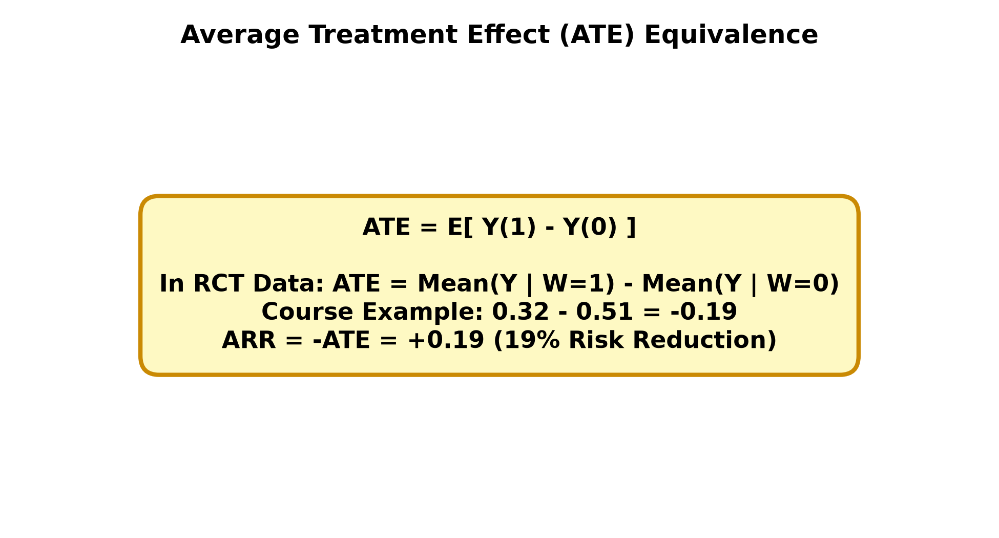 Average Treatment Effect (ATE) Equivalence
ATE = E[ Y(1) - Y(0) ]
In RCT Data: ATE = Mean(Y | W=1) - Mean(Y | W=0)
Course Example: 0.32 - 0.51 = -0.19
ARR = -ATE = +0.19 (19% Risk Reduction)